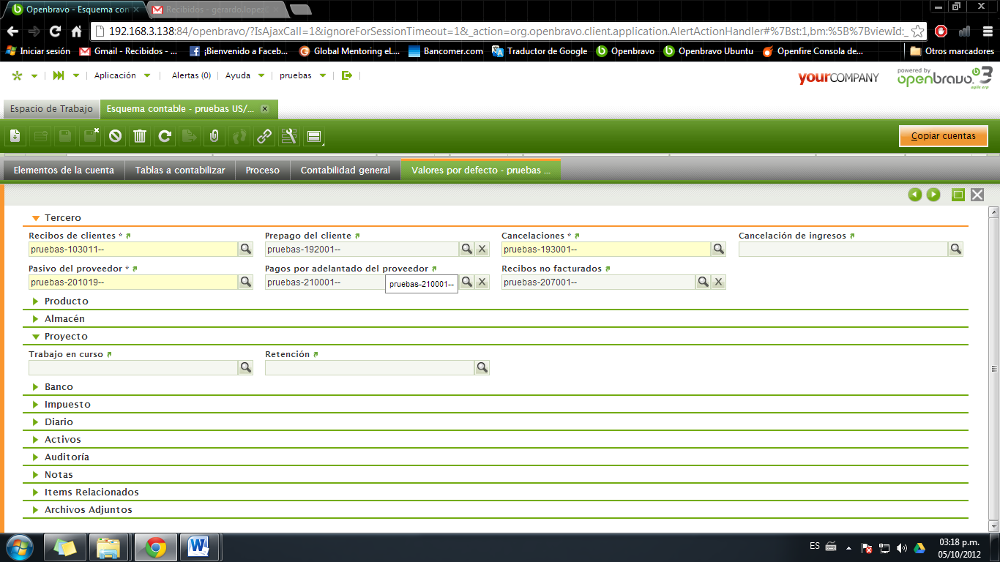 Openbravo - Esquema con
Recibidos - gerardo.lopez
192.168.3.138:84/openbravo/?IsAjaxCall=1&ignoreForSessionTimeout=1&_action=org.openbravo.client.application.AlertActionHandler#%7Bst:1,bm:%5B%7BviewId:_
Iniciar sesión
Gmail - Recibidos - ...
¡Bienvenido a Faceb...
Global Mentoring eL...
Bancomer.com
Traductor de Google
Openbravo
Openbravo Ubuntu
Openfire Consola de...
Otros marcadores
Aplicación
Alertas (0)
Ayuda
pruebas
yourCOMPANY
powered by
openbravo 3
agile erp
Espacio de Trabajo
Esquema contable - pruebas US/...
Copiar cuentas
Elementos de la cuenta
Tablas a contabilizar
Proceso
Contabilidad general
Valores por defecto - pruebas ...
Tercero
Recibos de clientes *
Prepago del cliente
Cancelaciones *
Cancelación de ingresos
pruebas-103011--
pruebas-192001--
pruebas-193001--
Pasivo del proveedor *
Pagos por adelantado del proveedor
Recibos no facturados
pruebas-201019--
pruebas-210001--
pruebas-210001--
pruebas-207001--
Producto
Almacén
Proyecto
Trabajo en curso
Retención
Banco
Impuesto
Diario
Activos
Auditoría
Notas
Items Relacionados
Archivos Adjuntos
ES
03:18 p.m.
05/10/2012